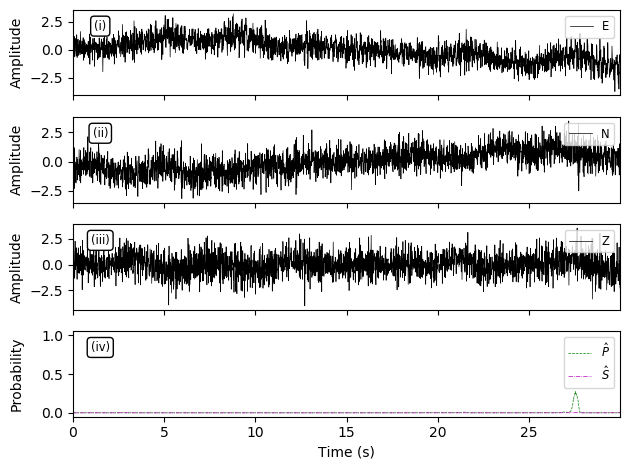 Amplitude
2.5
0.0
−2.5
(i)
E
Amplitude
2.5
0.0
−2.5
(ii)
N
Amplitude
2.5
0.0
−2.5
(iii)
Z
Probability
1.0
0.5
0.0
(iv)
P̂
Ŝ
0 5 10 15 20 25
Time (s)